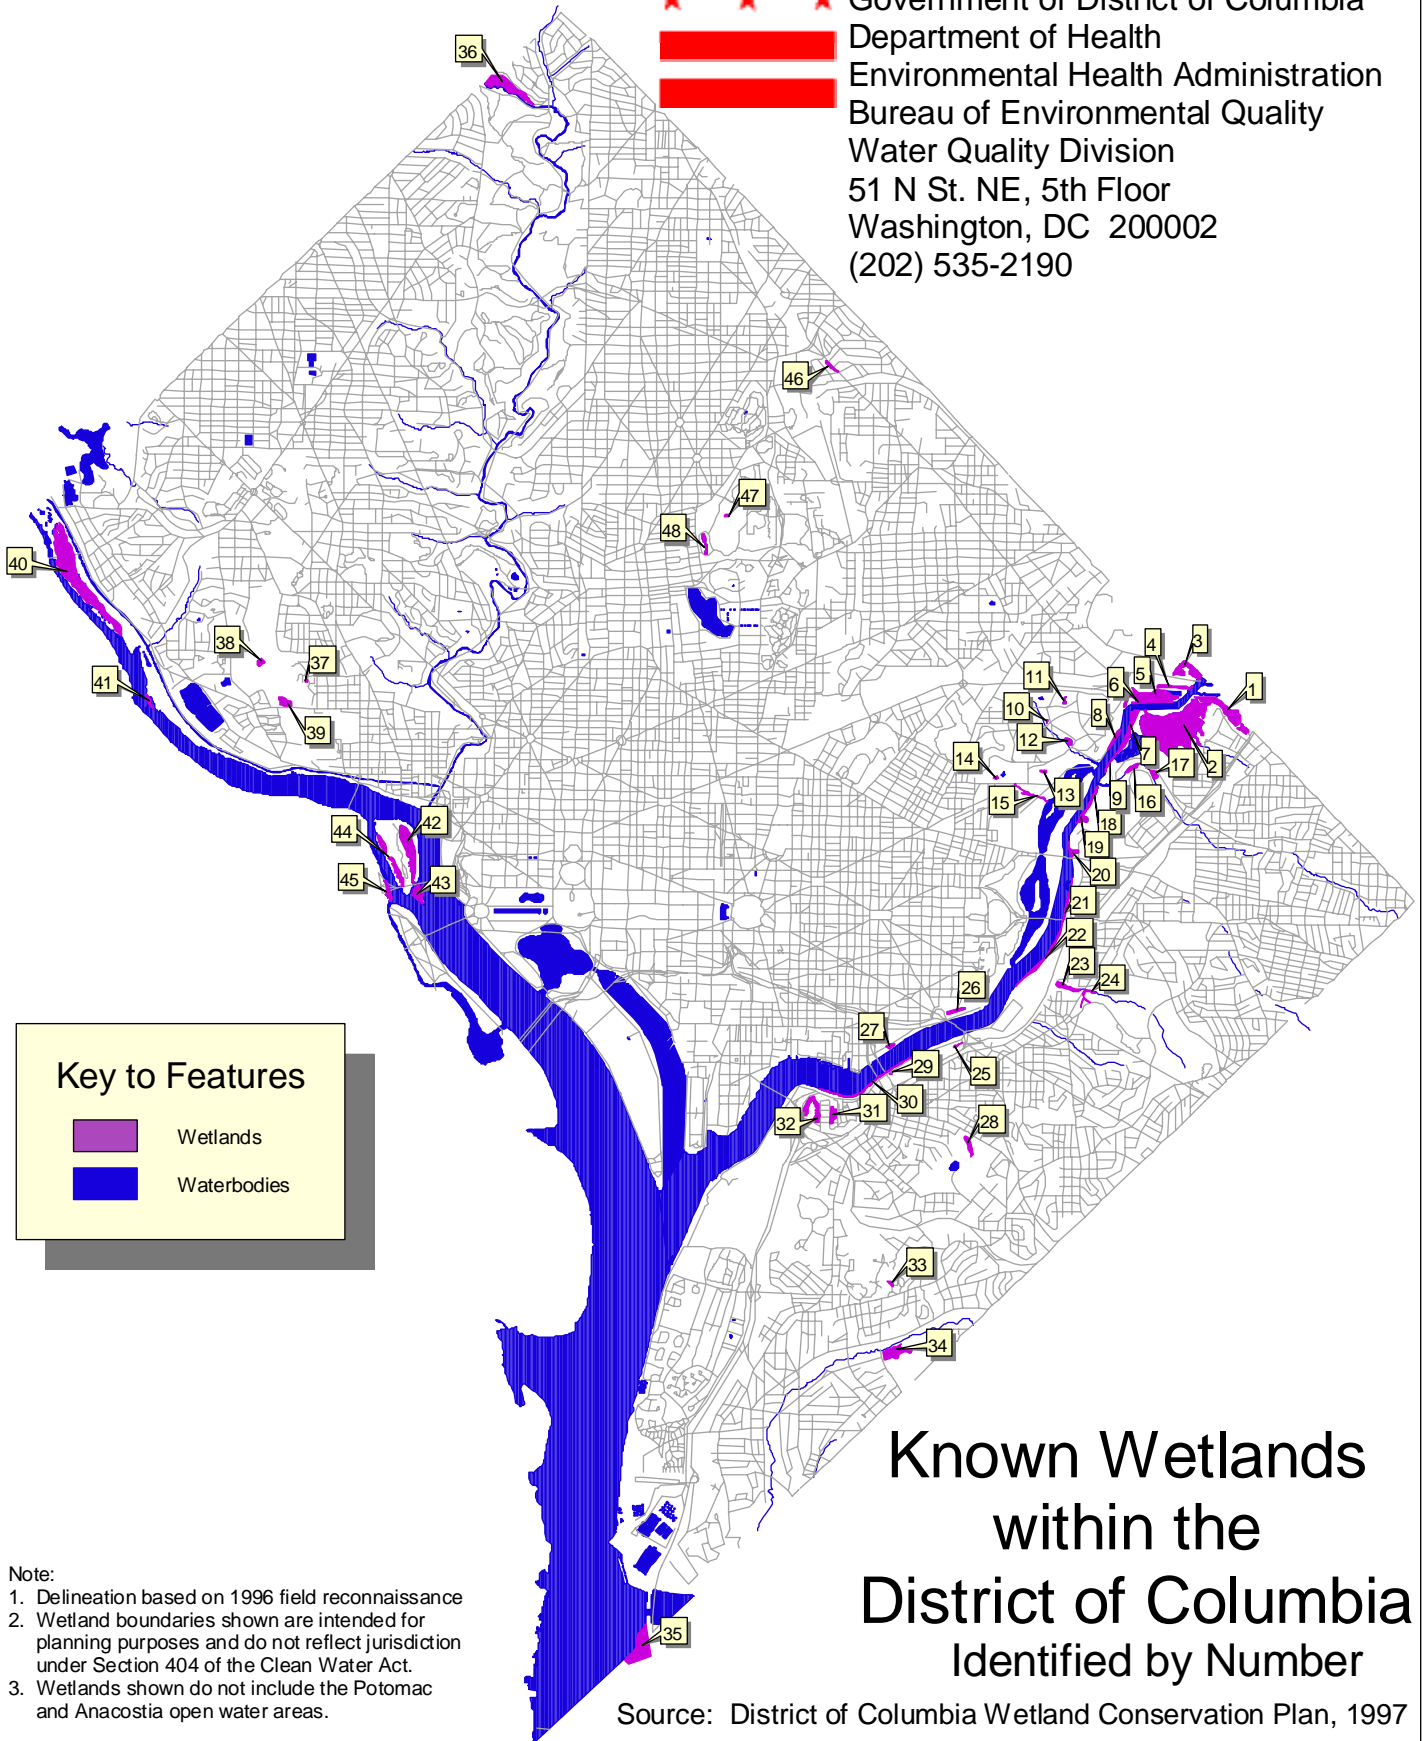 Government of District of Columbia
Department of Health
Environmental Health Administration
Bureau of Environmental Quality
Water Quality Division
51 N St. NE, 5th Floor
Washington, DC 200002
(202) 535-2190
36
46
47
48
40
38
37
41
39
3
4
5
6
1
11
10
8
12
14
7
17
2
13
15
9
16
18
19
20
42
44
45
43
21
22
23
24
26
27
25
29
30
31
32
28
33
34
35
Key to Features
Wetlands
Waterbodies
Known Wetlands
within the
District of Columbia
Identified by Number
Note:
1. Delineation based on 1996 field reconnaissance
2. Wetland boundaries shown are intended for
planning purposes and do not reflect jurisdiction
under Section 404 of the Clean Water Act.
3. Wetlands shown do not include the Potomac
and Anacostia open water areas.
Source: District of Columbia Wetland Conservation Plan, 1997